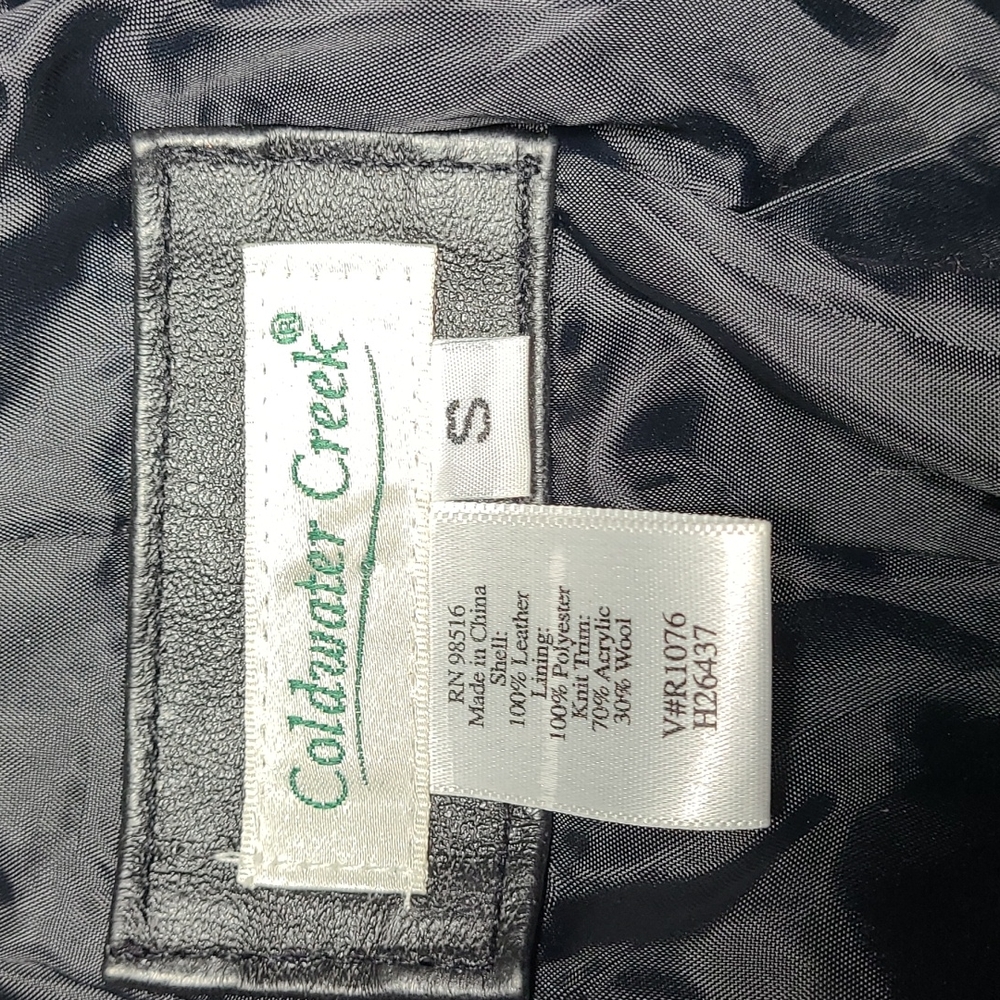 Coldwater Creek®
S
RN 98516
Made in China
Shell:
100% Leather
Lining:
100% Polyester
Knit Trim:
70% Acrylic
30% Wool
V#R1076
H26437